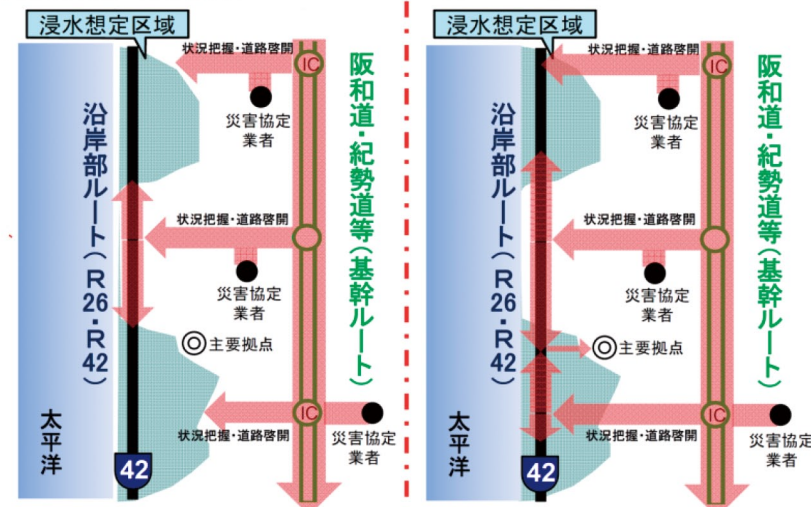 浸水想定区域
状況把握・道路啓開
IC
災害協定
業者
阪和道・紀勢道等(基幹ルート)
沿岸部ルート(R26・R42)
状況把握・道路啓開
災害協定
業者
主要拠点
IC
状況把握・道路啓開
災害協定
業者
太平洋
42
浸水想定区域
状況把握・道路啓開
IC
災害協定
業者
阪和道・紀勢道等(基幹ルート)
沿岸部ルート(R26・R42)
状況把握・道路啓開
災害協定
業者
主要拠点
IC
状況把握・道路啓開
災害協定
業者
太平洋
42